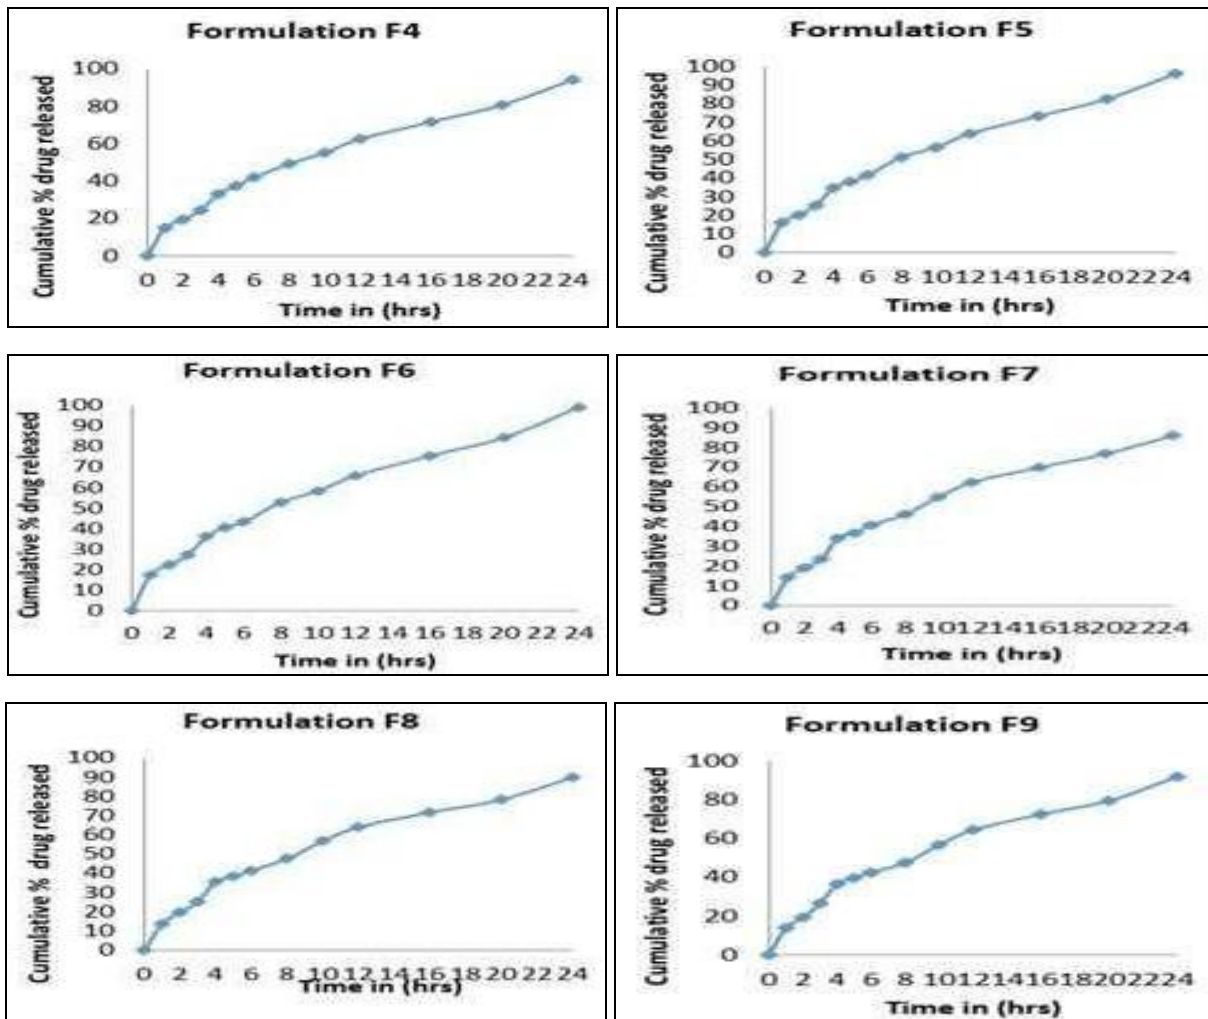 Formulation F4
Cumulative % drug released
100
80
60
40
20
0
0 2 4 6 8 10 12 14 16 18 20 22 24
Time in (hrs)
Formulation F5
Cumulative % drug released
100
90
80
70
60
50
40
30
20
10
0
0 2 4 6 8 10 12 14 16 18 20 22 24
Time in (hrs)
Formulation F6
Cumulative % drug released
100
90
80
70
60
50
40
30
20
10
0
0 2 4 6 8 10 12 14 16 18 20 22 24
Time in (hrs)
Formulation F7
Cumulative % drug released
100
90
80
70
60
50
40
30
20
10
0
0 2 4 6 8 10 12 14 16 18 20 22 24
Time in (hrs)
Formulation F8
Cumulative % drug released
100
90
80
70
60
50
40
30
20
10
0
0 2 4 6 8 10 12 14 16 18 20 22 24
Time in (hrs)
Formulation F9
Cumulative % drug released
100
80
60
40
20
0
0 2 4 6 8 10 12 14 16 18 20 22 24
Time in (hrs)